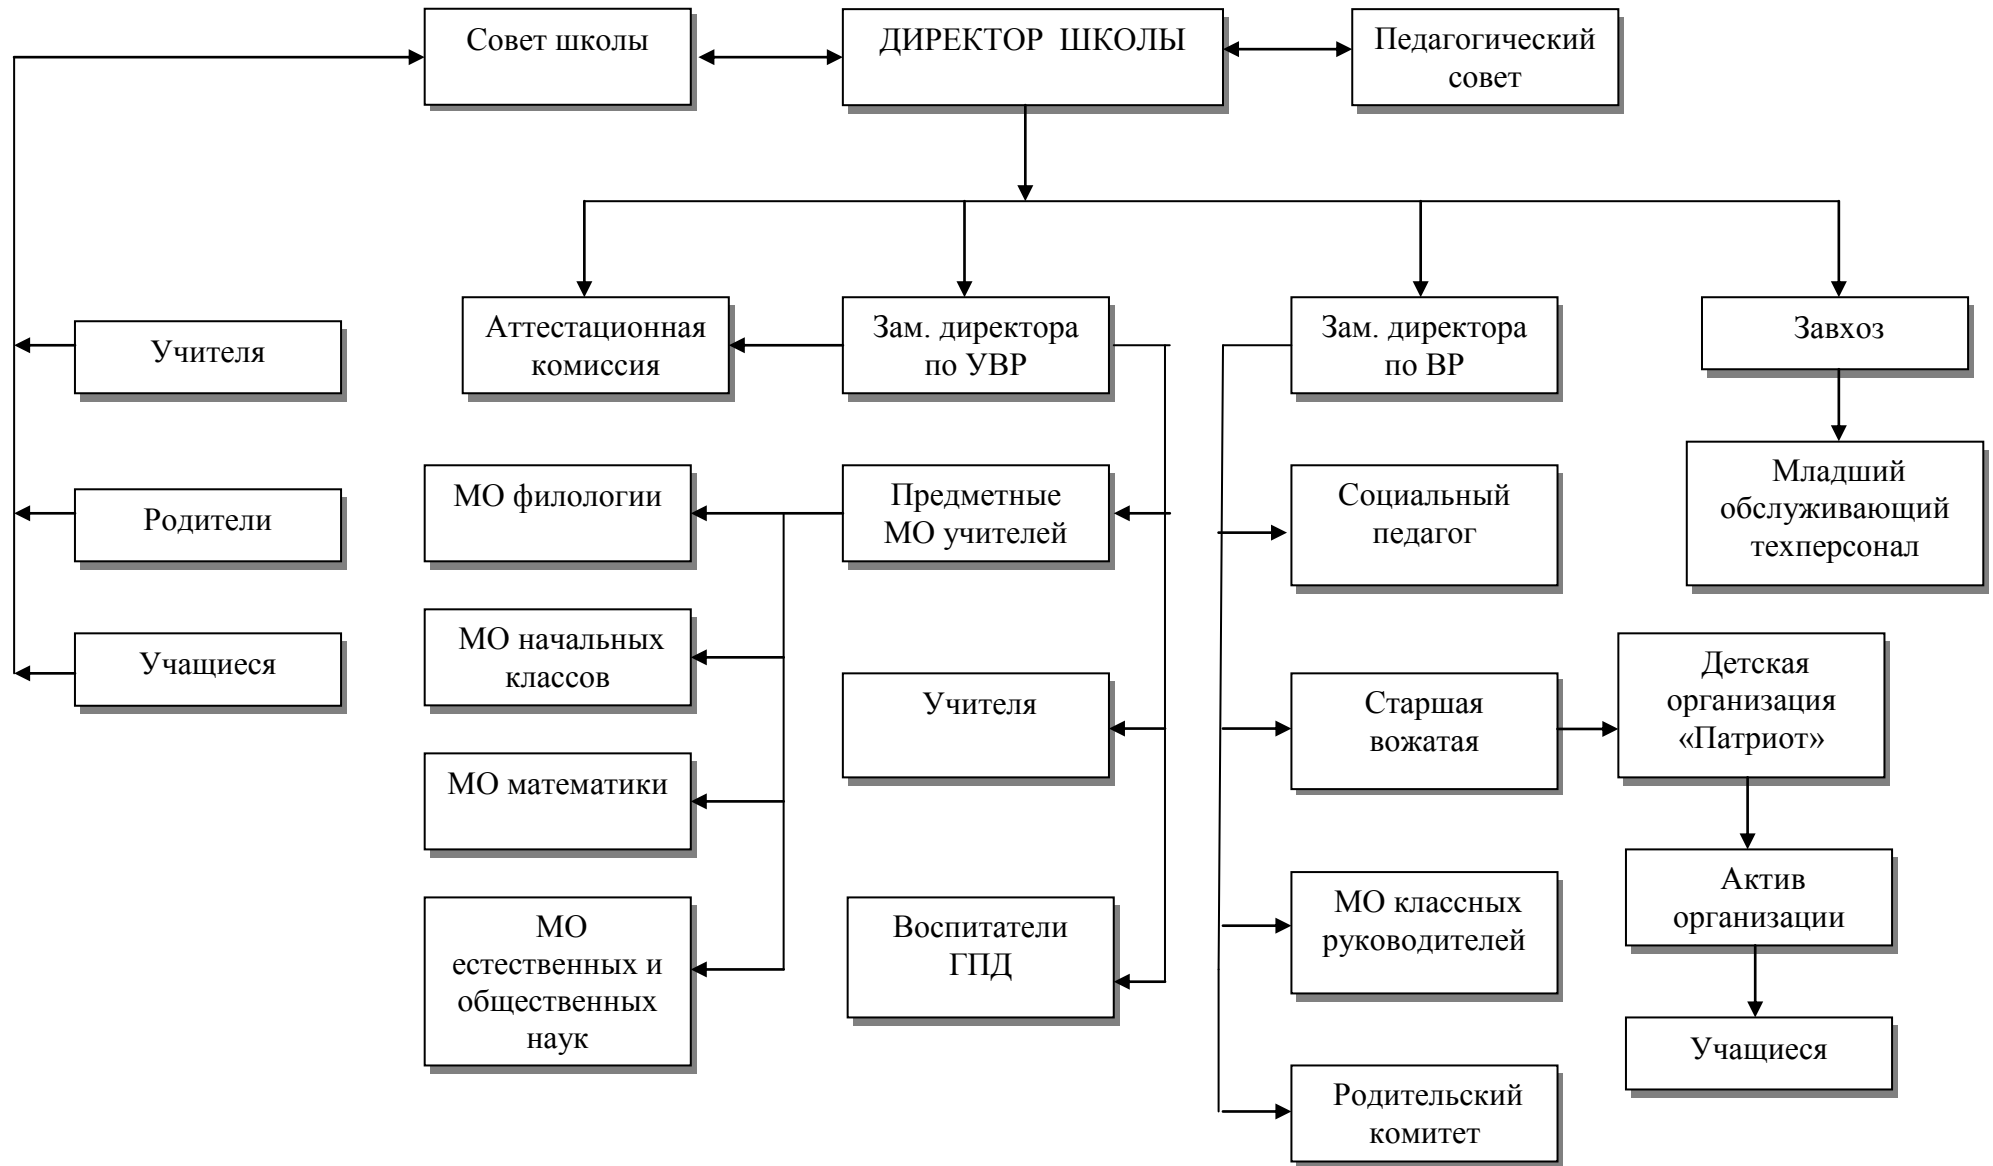 Совет школы
ДИРЕКТОР ШКОЛЫ
Педагогический
совет
Аттестационная
комиссия
Зам. директора
по УВР
Зам. директора
по ВР
Завхоз
Учителя
Родители
Учащиеся
МО филологии
Предметные
МО учителей
Социальный
педагог
Младший
обслуживающий
техперсонал
МО начальных
классов
Учителя
Старшая
вожатая
Детская
организация
«Патриот»
МО математики
МО
естественных и
общественных
наук
Воспитатели
ГПД
МО классных
руководителей
Актив
организации
Учащиеся
Родительский
комитет